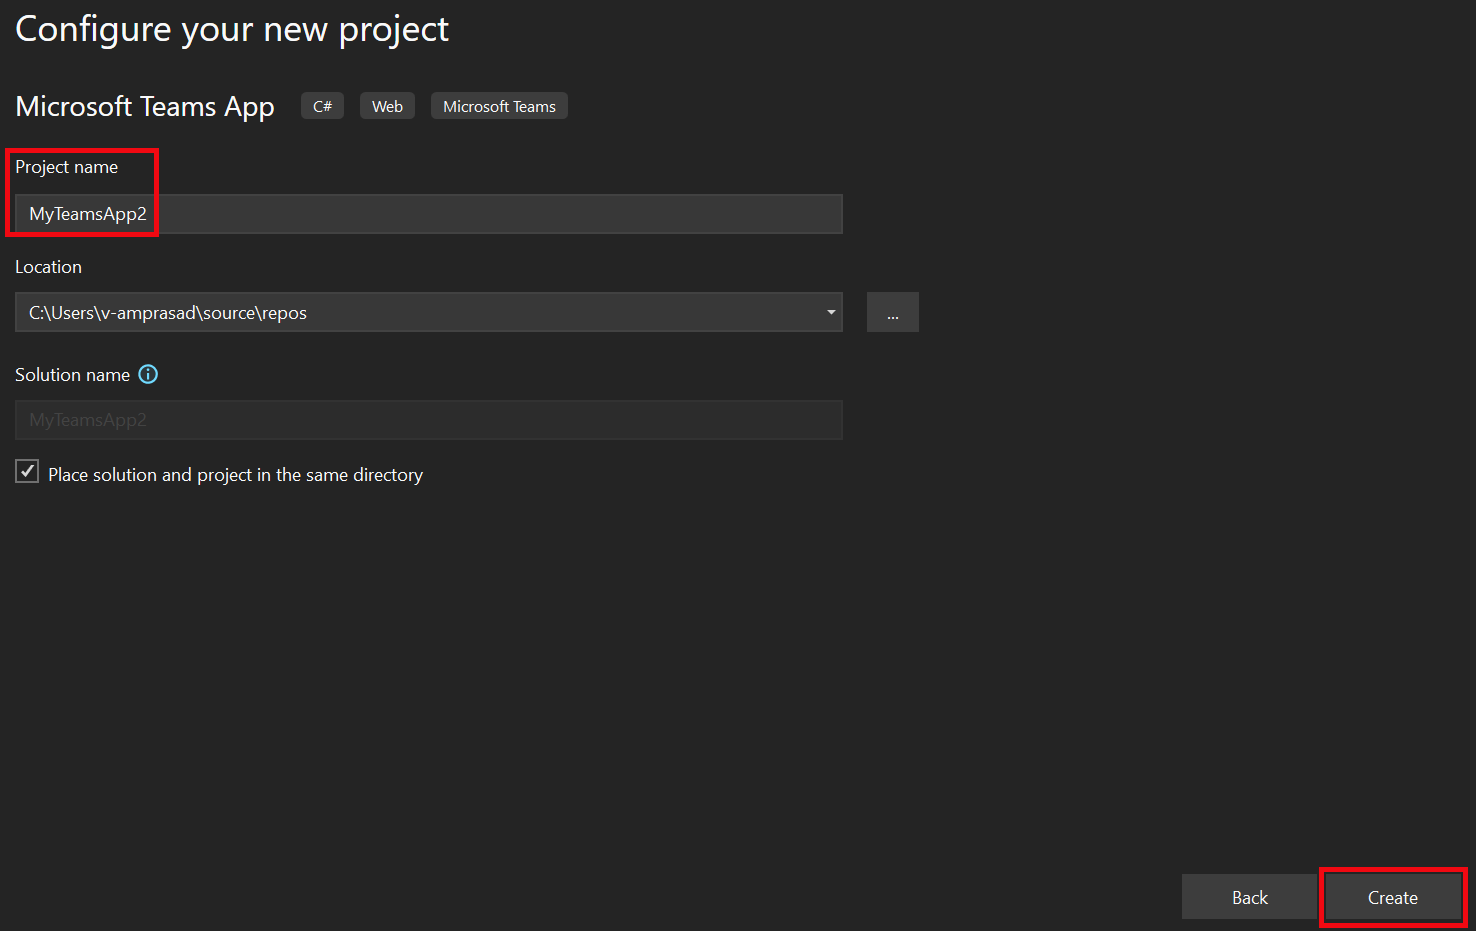 Configure your new project
Microsoft Teams App C# Web Microsoft Teams
Project name
MyTeamsApp2
Location
C:\Users\v-amprasad\source\repos
...
Solution name
MyTeamsApp2
Place solution and project in the same directory
Back Create